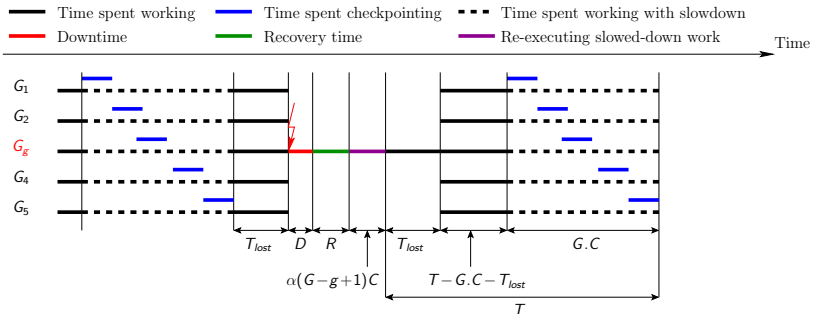 Time spent working Time spent checkpointing Time spent working with slowdown
Downtime Recovery time Re-executing slowed-down work
Time
G1
G2
Gg
G4
G5
Tlost D R Tlost G.C
α(G−g+1)C T−G.C−Tlost
T